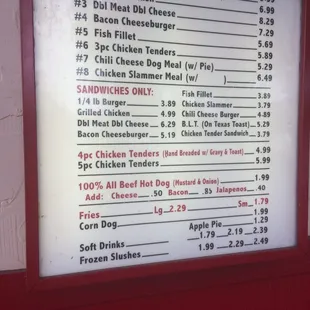 #3 Dbl Meat Dbl Cheese 8.29
#4 Bacon Cheeseburger 7.29
#5 Fish Fillet 5.69
#6 3pc Chicken Tenders 5.89
#7 Chili Cheese Dog Meal (w/ Pie) 5.29
#8 Chicken Slammer Meal (w/ ) 6.49
SANDWICHES ONLY:
1/4 lb Burger 3.89
Grilled Chicken 4.99
Dbl Meat Dbl Cheese 6.29
Bacon Cheeseburger 5.19
Fish Fillet 3.89
Chicken Slammer 3.79
Chili Cheese Burger 4.89
B.L.T. (On Texas Toast) 5.29
Chicken Tender Sandwich 3.79
4pc Chicken Tenders (Hand Breaded w/ Gravy & Toast) 4.99
5pc Chicken Tenders 5.99
100% All Beef Hot Dog (Mustard & Onion) 1.99
Add: Cheese .50 Bacon .85 Jalapenos .40
Fries Lg 2.29 Sm 1.79
Corn Dog 1.99
Apple Pie 1.29
Soft Drinks 1.79 2.19 2.39
Frozen Slushes 1.99 2.29 2.49